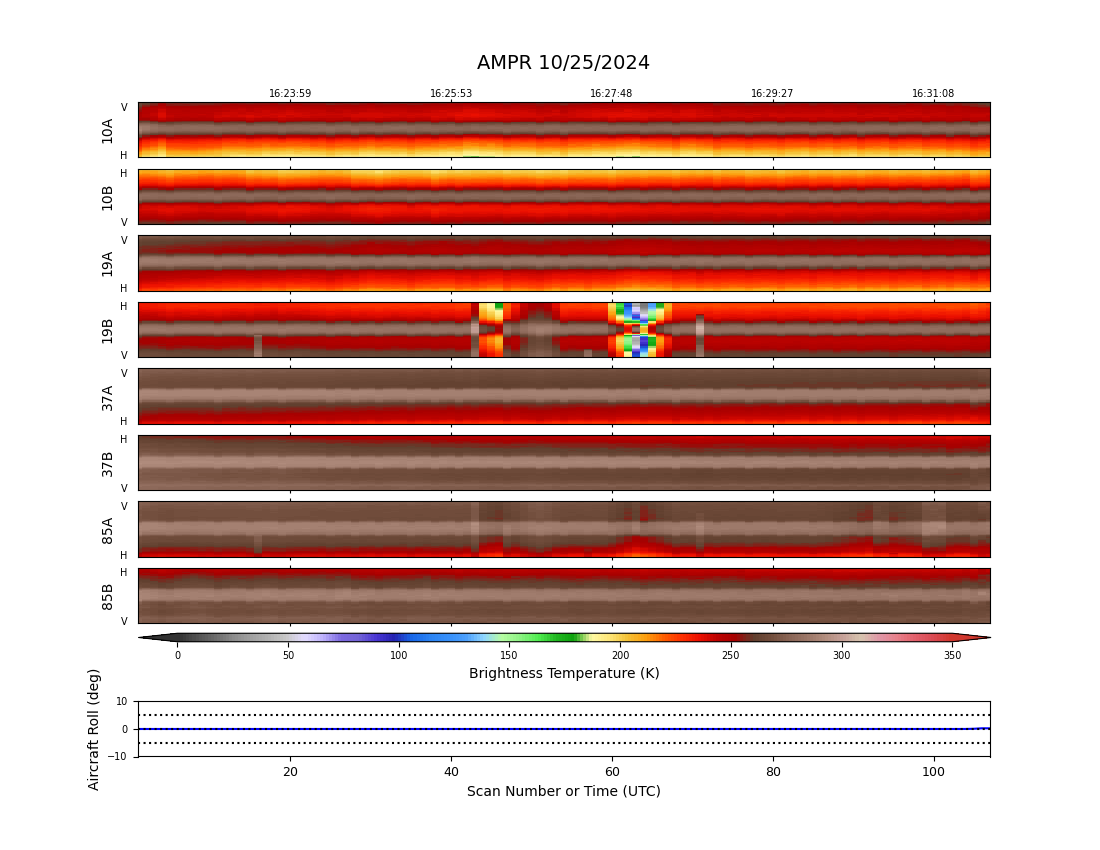 AMPR 10/25/2024
16:23:59 16:25:53 16:27:48 16:29:27 16:31:08
V
10A
H
H
10B
V
V
19A
H
H
19B
V
V
37A
H
H
37B
V
V
85A
H
H
85B
V
0 50 100 150 200 250 300 350
Brightness Temperature (K)
Aircraft Roll (deg)
10
0
−10
20 40 60 80 100
Scan Number or Time (UTC)